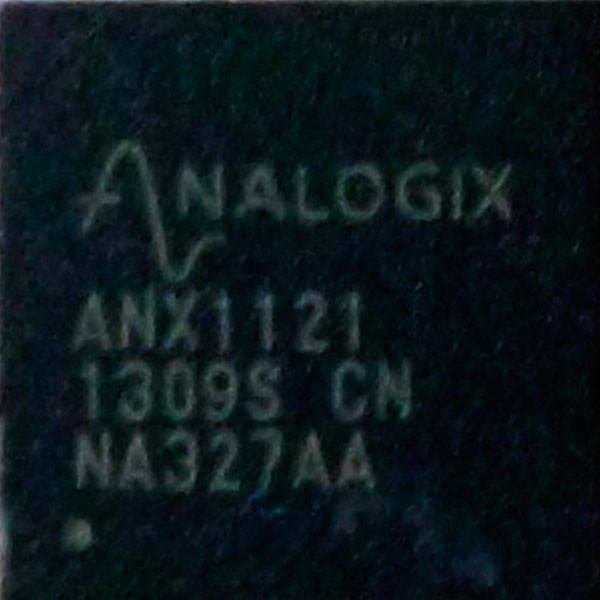 ANALOGIX
ANX1121
1309S CN
NA327AA